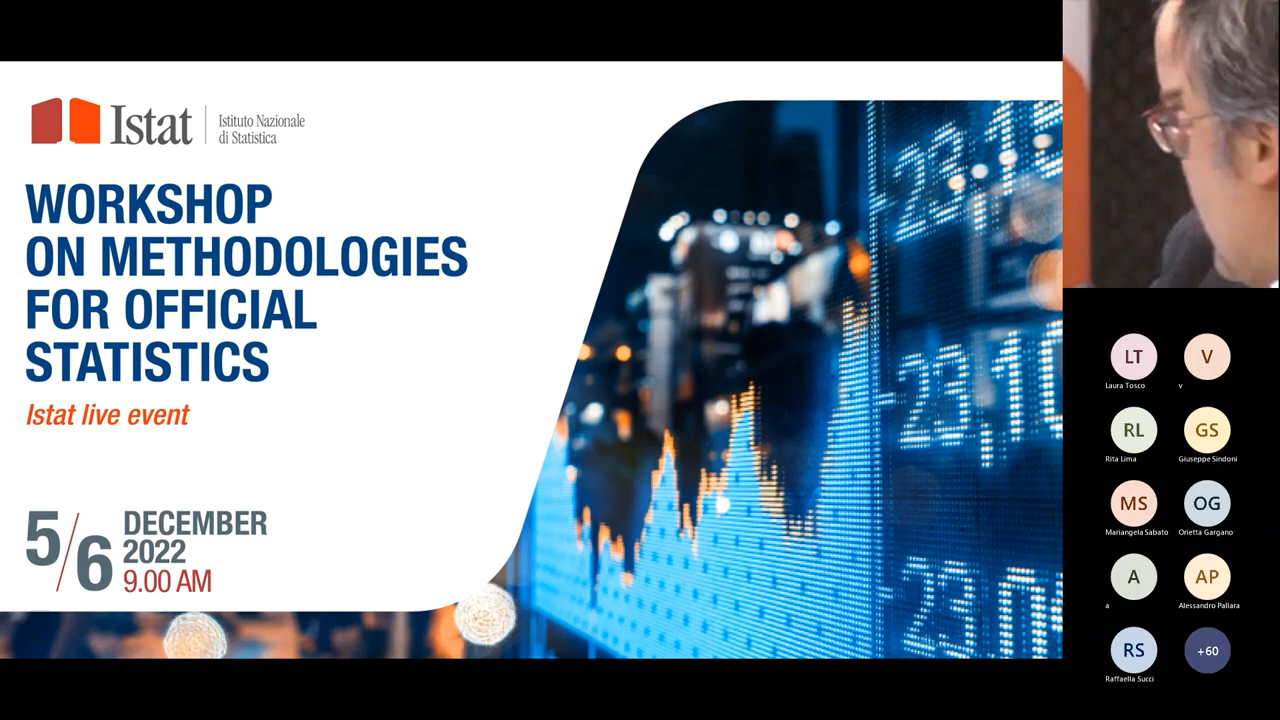 Istat
Istituto Nazionale
di Statistica
WORKSHOP
ON METHODOLOGIES
FOR OFFICIAL
STATISTICS
Istat live event
5/6
DECEMBER
2022
9.00 AM
LT
Laura Tosco
V
v
RL
Rita Lima
GS
Giuseppe Sindoni
MS
Mariangela Sabato
OG
Orietta Gargano
A
a
AP
Alessandro Pallara
RS
Raffaella Succi
+60